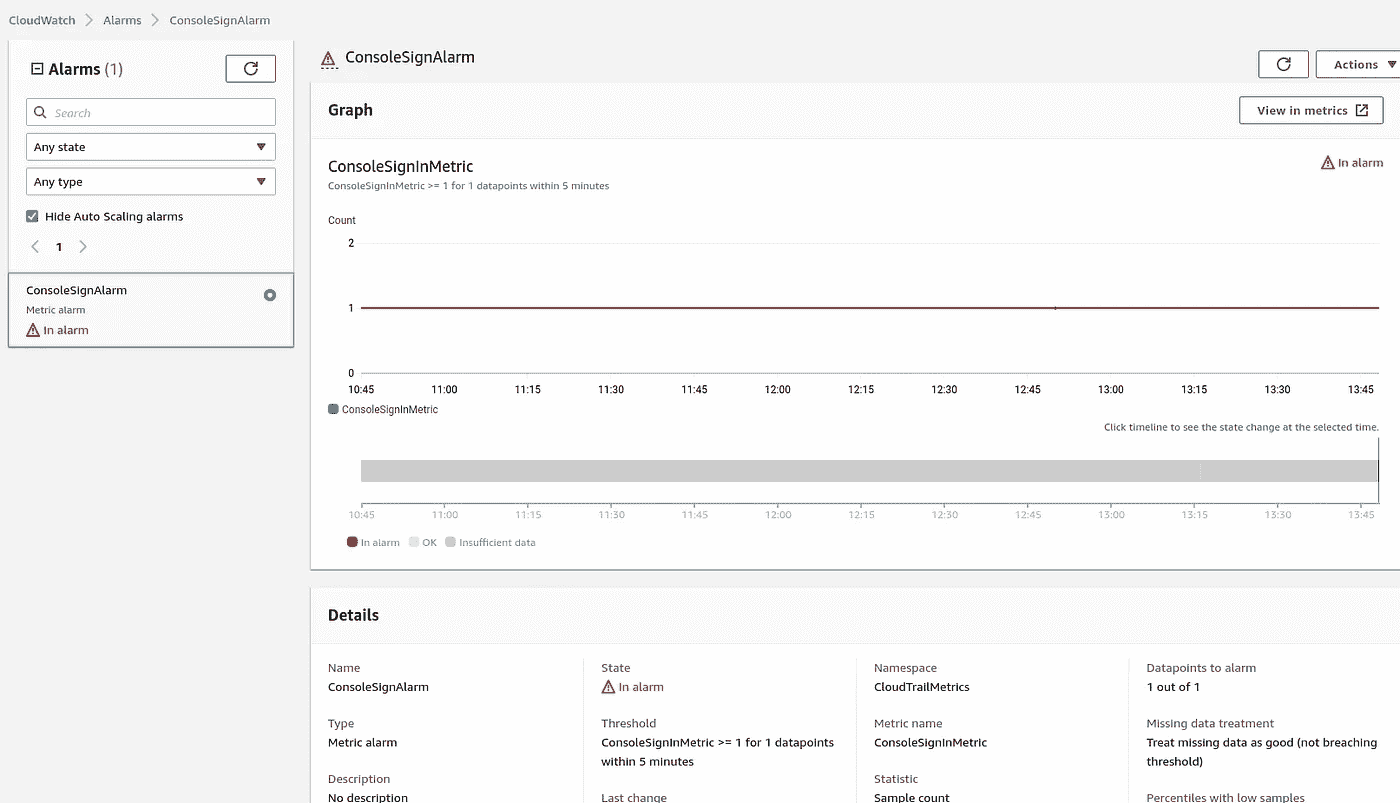 CloudWatch > Alarms > ConsoleSignAlarm
Alarms (1)
Search
Any state
Any type
Hide Auto Scaling alarms
1
ConsoleSignAlarm
Metric alarm
In alarm
ConsoleSignAlarm
Actions
Graph
View in metrics
ConsoleSignInMetric
In alarm
ConsoleSignInMetric >= 1 for 1 datapoints within 5 minutes
Count
2
1
0
10:45 11:00 11:15 11:30 11:45 12:00 12:15 12:30 12:45 13:00 13:15 13:30 13:45
ConsoleSignInMetric
Click timeline to see the state change at the selected time.
10:45 11:00 11:15 11:30 11:45 12:00 12:15 12:30 12:45 13:00 13:15 13:30 13:45
In alarm OK Insufficient data
Details
Name
ConsoleSignAlarm
Type
Metric alarm
Description
No description
State
In alarm
Threshold
ConsoleSignInMetric >= 1 for 1 datapoints
within 5 minutes
Last change
Namespace
CloudTrailMetrics
Metric name
ConsoleSignInMetric
Statistic
Sample count
Datapoints to alarm
1 out of 1
Missing data treatment
Treat missing data as good (not breaching
threshold)
Percentiles with low samples